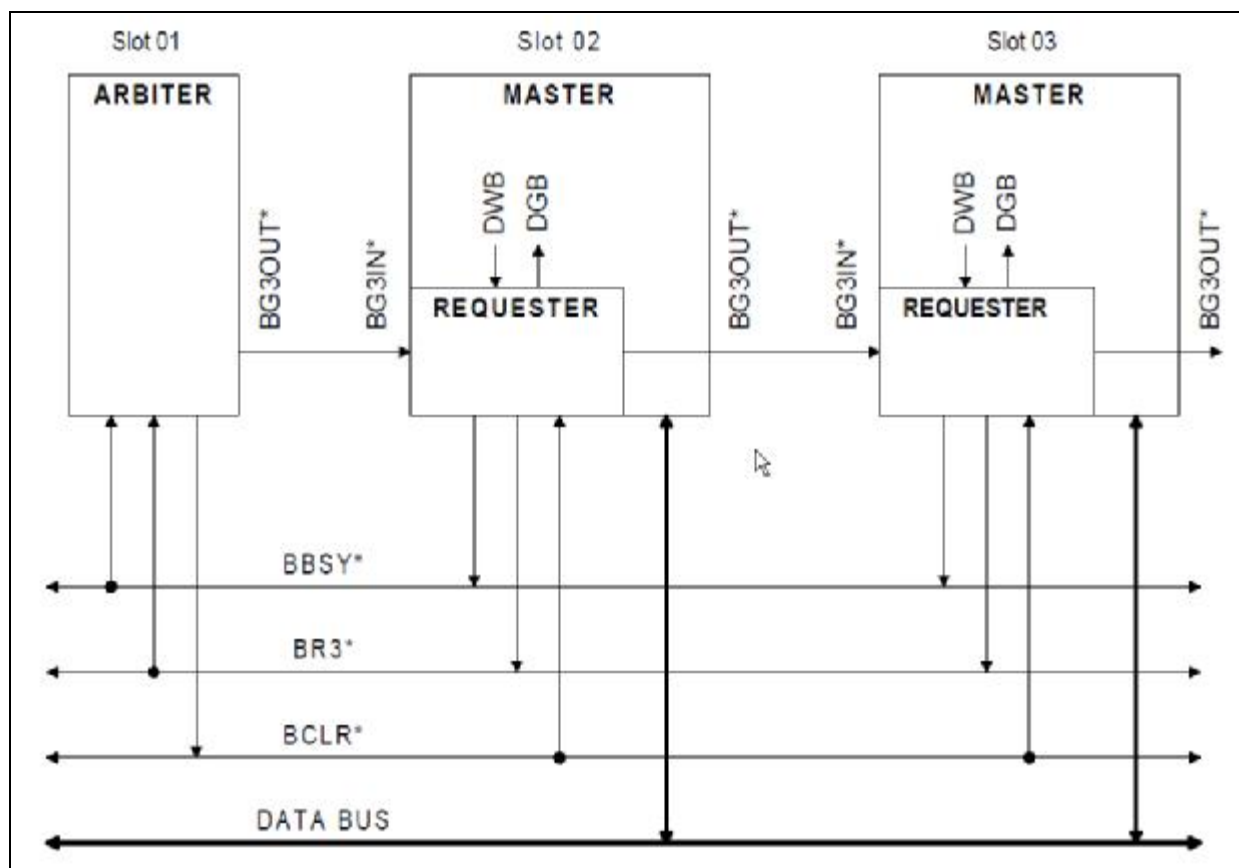 Slot 01
Slot 02
Slot 03
ARBITER
MASTER
MASTER
BG3OUT*
BG3IN*
DWB
DGB
BG3OUT*
BG3IN*
DWB
DGB
BG3OUT*
REQUESTER
REQUESTER
BBSY*
BR3*
BCLR*
DATA BUS